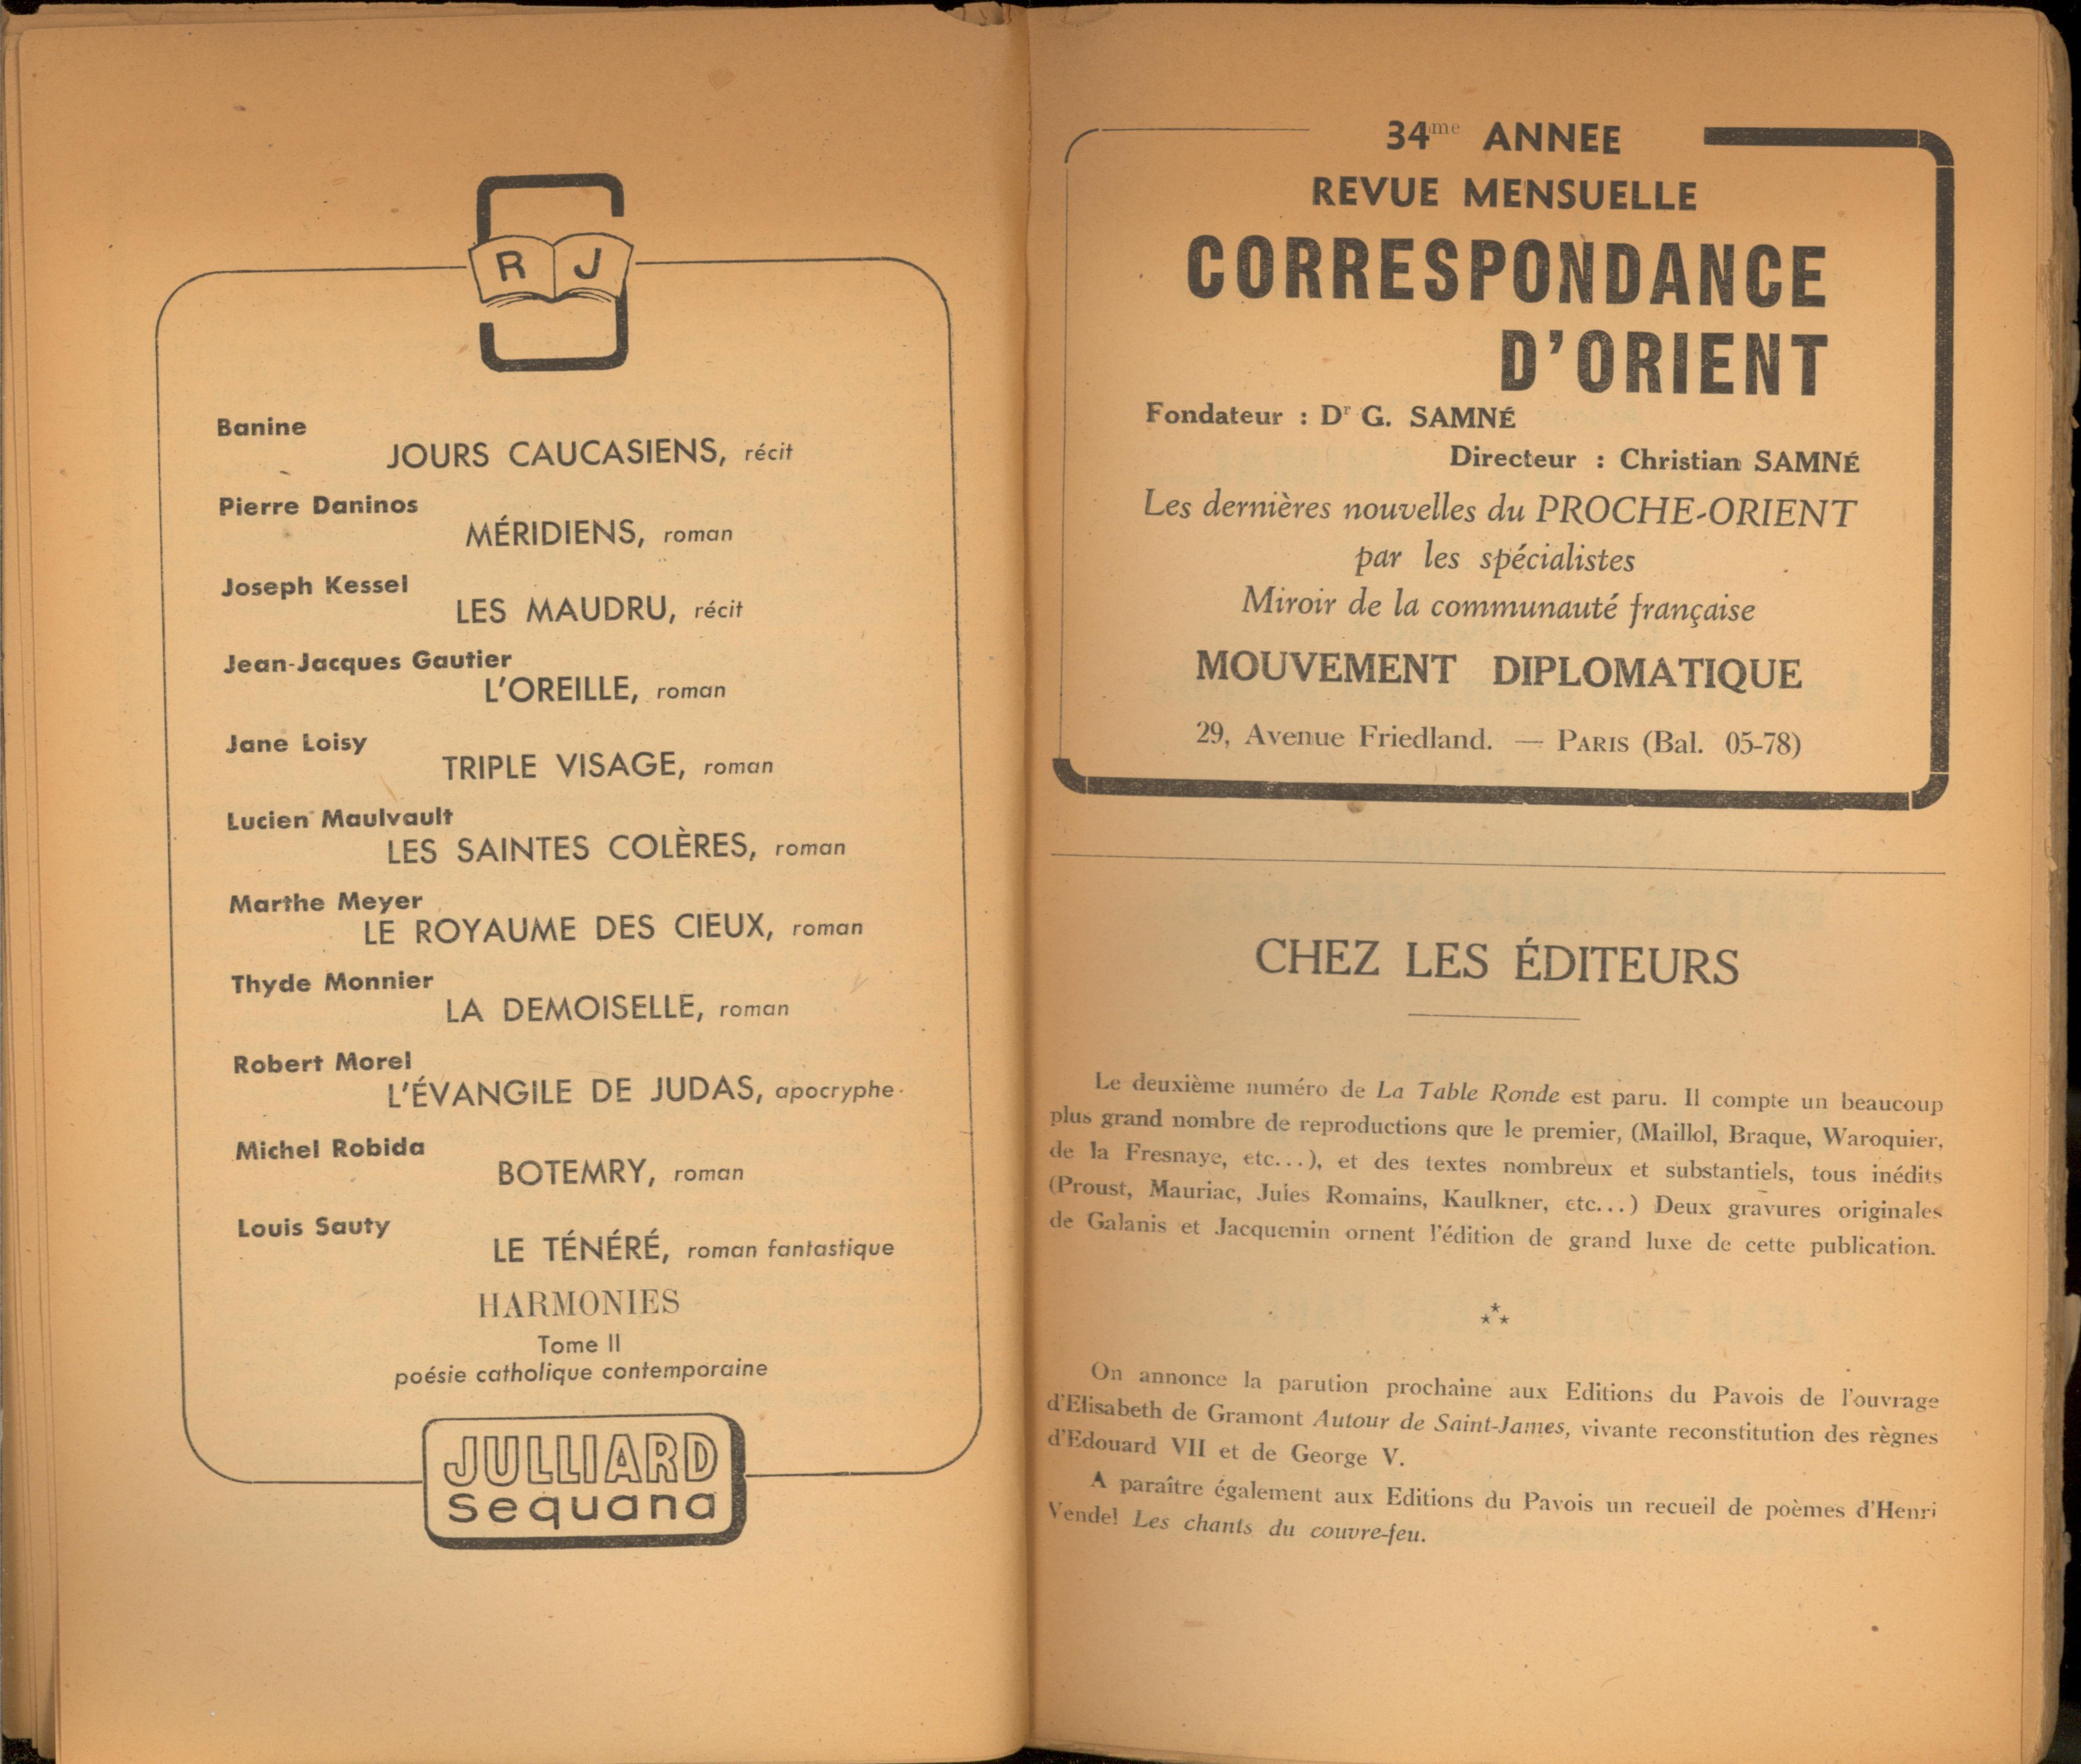 R J
Banine
JOURS CAUCASIENS, récit
Pierre Daninos
MÉRIDIENS, roman
Joseph Kessel
LES MAUDRU, récit
Jean-Jacques Gautier
L'OREILLE, roman
Jane Loisy
TRIPLE VISAGE, roman
Lucien Maulvault
LES SAINTES COLÈRES, roman
Marthe Meyer
LE ROYAUME DES CIEUX, roman
Thyde Monnier
LA DEMOISELLE, roman
Robert Morel
L'ÉVANGILE DE JUDAS, apocryphe
Michel Robida
BOTEMRY, roman
Louis Sauty
LE TÉNÉRÉ, roman fantastique
HARMONIES
Tome II
poésie catholique contemporaine
JULLIARD
Sequana
34me ANNEE
REVUE MENSUELLE
CORRESPONDANCE
D'ORIENT
Fondateur : Dr G. SAMNÉ
Directeur : Christian SAMNÉ
Les dernières nouvelles du PROCHE-ORIENT
par les spécialistes
Miroir de la communauté française
MOUVEMENT DIPLOMATIQUE
29, Avenue Friedland. — PARIS (Bal. 05-78)
CHEZ LES ÉDITEURS
Le deuxième numéro de La Table Ronde est paru. Il compte un beaucoup
plus grand nombre de reproductions que le premier, (Maillol, Braque, Waroquier,
de la Fresnaye, etc...), et des textes nombreux et substantiels, tous inédits
(Proust, Mauriac, Jules Romains, Kaulkner, etc...) Deux gravures originales
de Galanis et Jacquemin ornent l'édition de grand luxe de cette publication.
⁂
On annonce la parution prochaine aux Editions du Pavois de l'ouvrage
d'Elisabeth de Gramont Autour de Saint-James, vivante reconstitution des règnes
d'Edouard VII et de George V.
A paraître également aux Editions du Pavois un recueil de poèmes d'Henri
Vendel Les chants du couvre-feu.